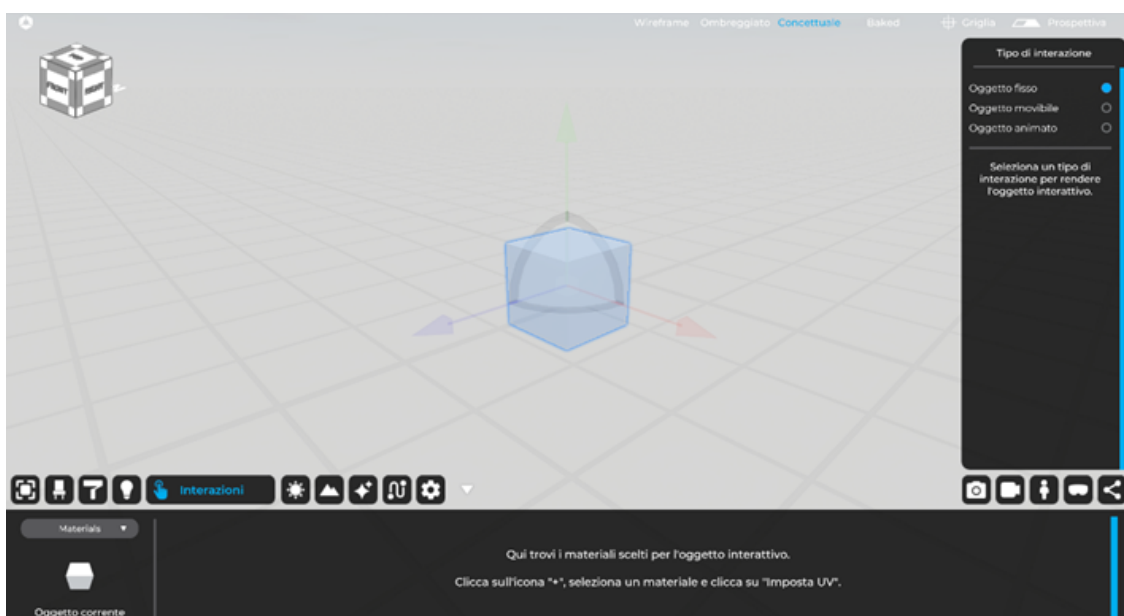 Wireframe Ombreggiato Concettuale Baked Griglia Prospettiva
FRONT RIGHT
Tipo di interazione
Oggetto fisso
Oggetto movibile
Oggetto animato
Seleziona un tipo di
interazione per rendere
l'oggetto interattivo.
Interazioni
Materials
Qui trovi i materiali scelti per l'oggetto interattivo.
Clicca sull'icona "+", seleziona un materiale e clicca su "Imposta UV".
Oggetto corrente